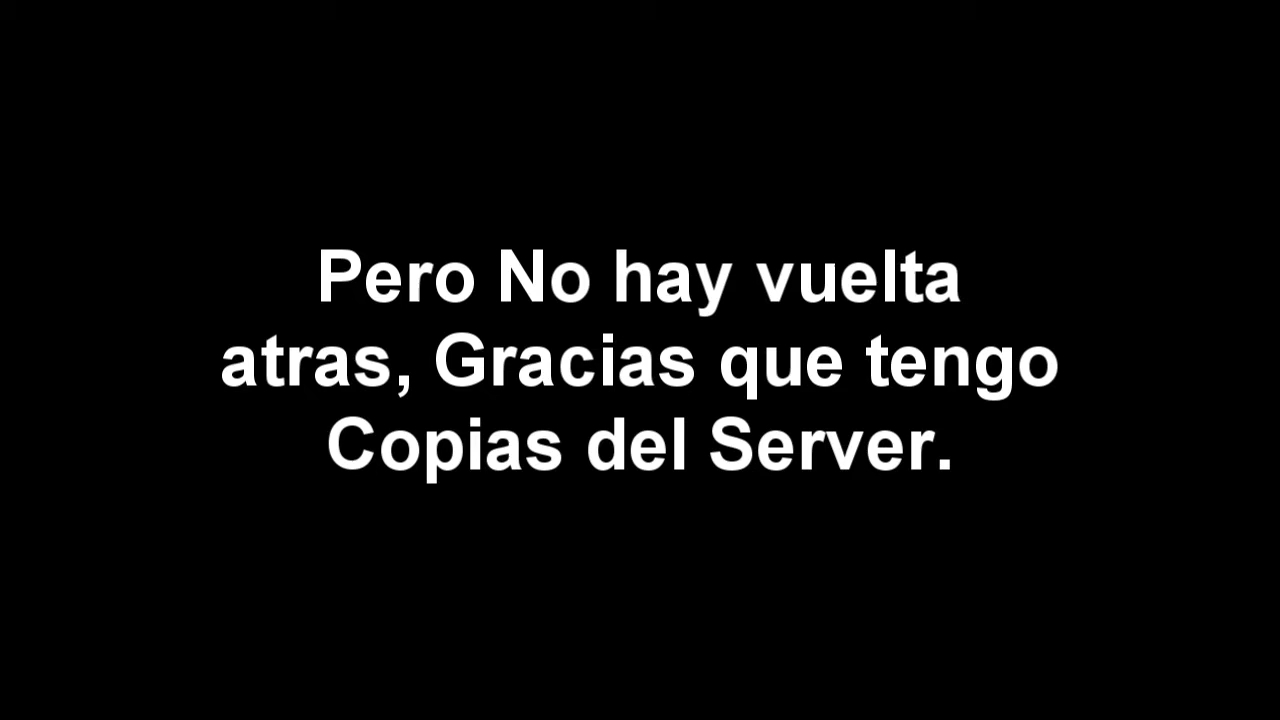 Pero No hay vuelta
atras, Gracias que tengo
Copias del Server.